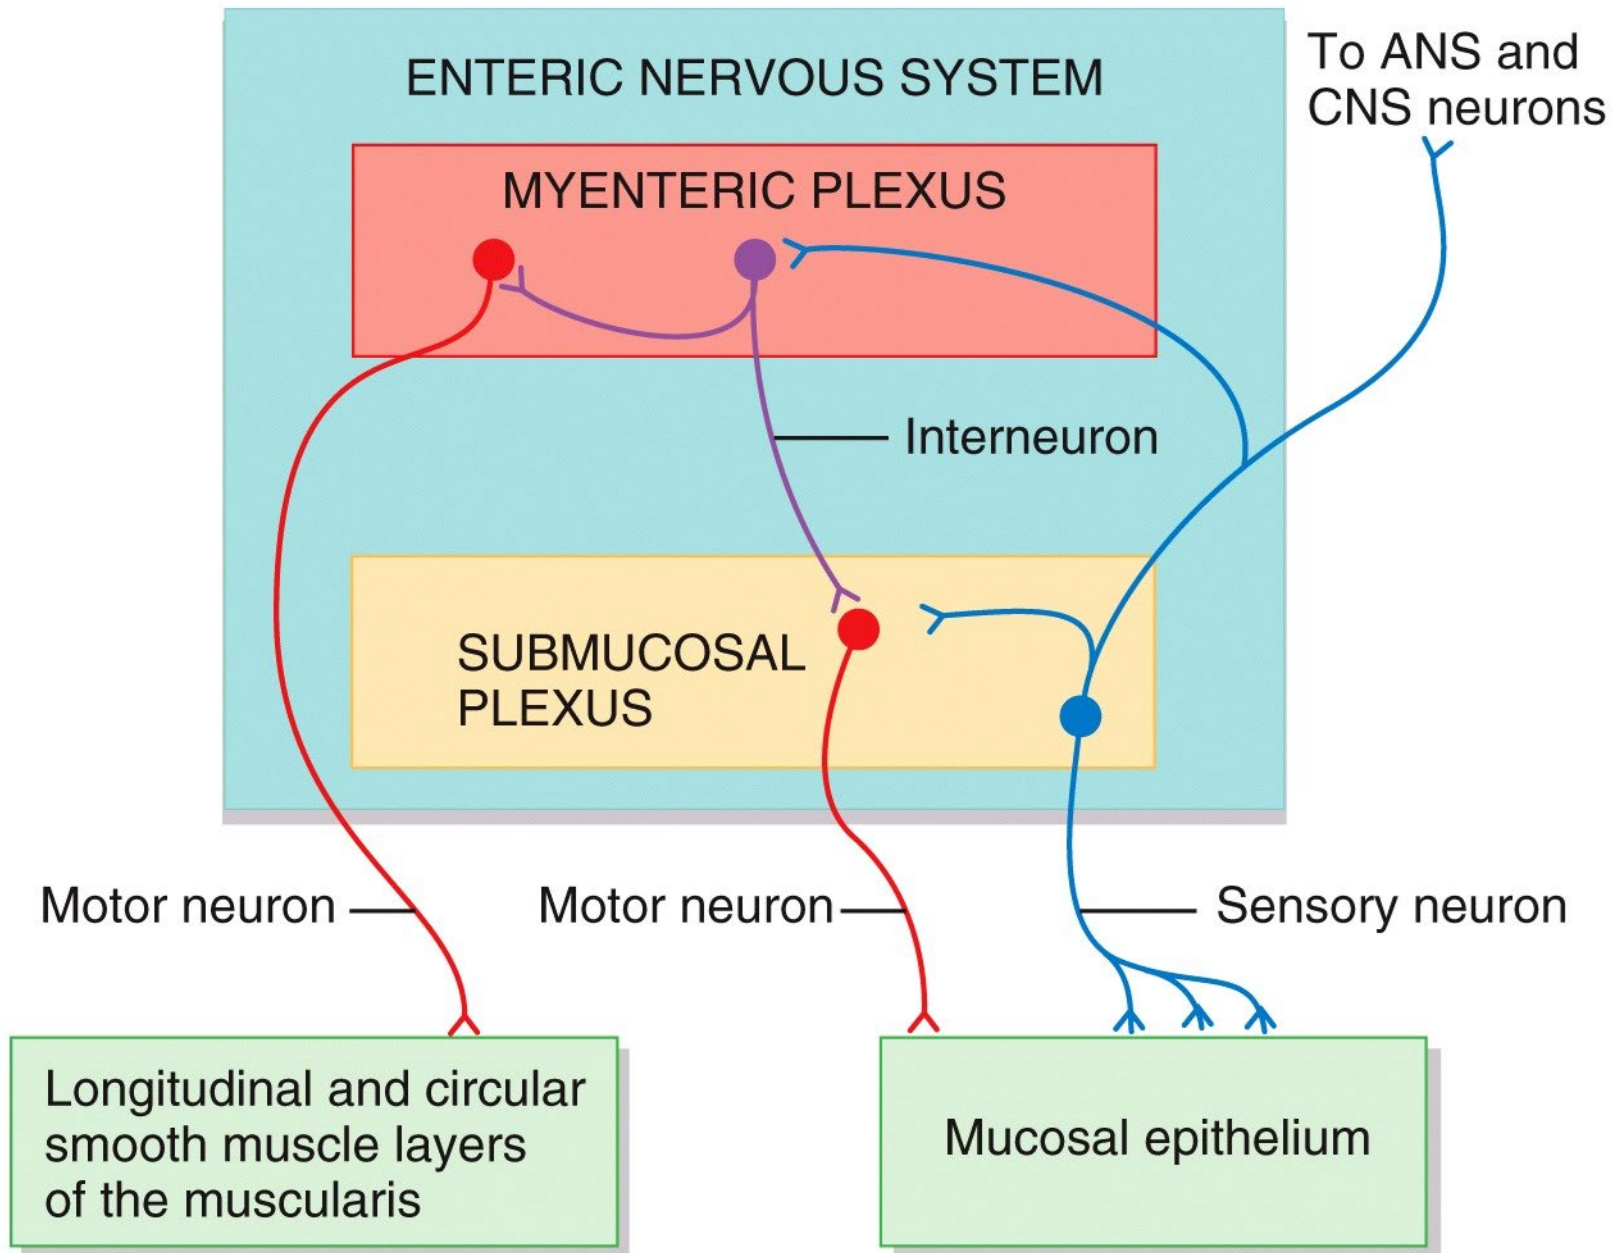 ENTERIC NERVOUS SYSTEM
To ANS and
CNS neurons
MYENTERIC PLEXUS
Interneuron
SUBMUCOSAL
PLEXUS
Motor neuron
Motor neuron
Sensory neuron
Longitudinal and circular
smooth muscle layers
of the muscularis
Mucosal epithelium